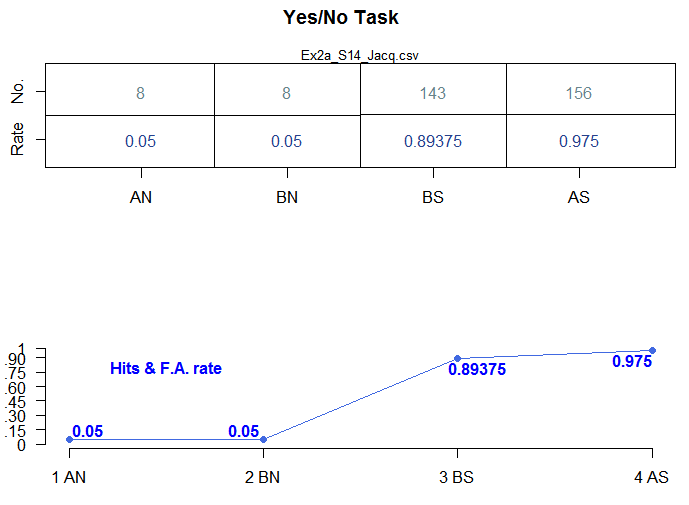 Yes/No Task
Ex2a_S14_Jacq.csv
No. 8 8 143 156
Rate 0.05 0.05 0.89375 0.975
AN BN BS AS
1
.90
.75
.60
.45
.30
.15
0
Hits & F.A. rate
0.05 0.05 0.89375 0.975
1 AN 2 BN 3 BS 4 AS